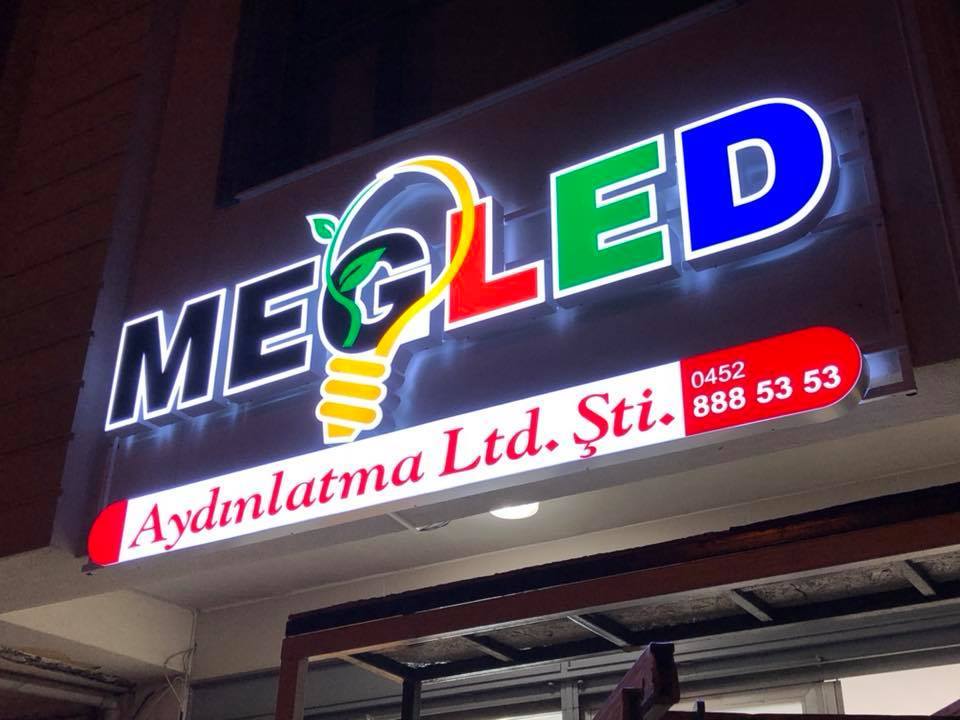 MEGLED
Aydınlatma Ltd. Şti.
0452
888 53 53